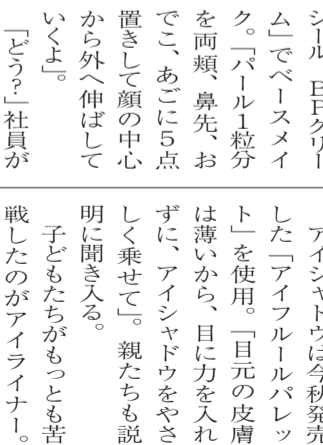 シール　BBクリー
ム」でベースメイ
ク。「パール1粒分
を両頰、鼻先、お
でこ、あごに5点
置きして顔の中心
から外へ伸ばして
いくよ」。
「どう？」社員が
アイシャドウは今秋発売
した「アイフルールパレッ
ト」を使用。「目元の皮膚
は薄いから、目に力を入れ
ずに、アイシャドウをやさ
しく乗せて」。親たちも説
明に聞き入る。
子どもたちがもっとも苦
戦したのがアイライナー。